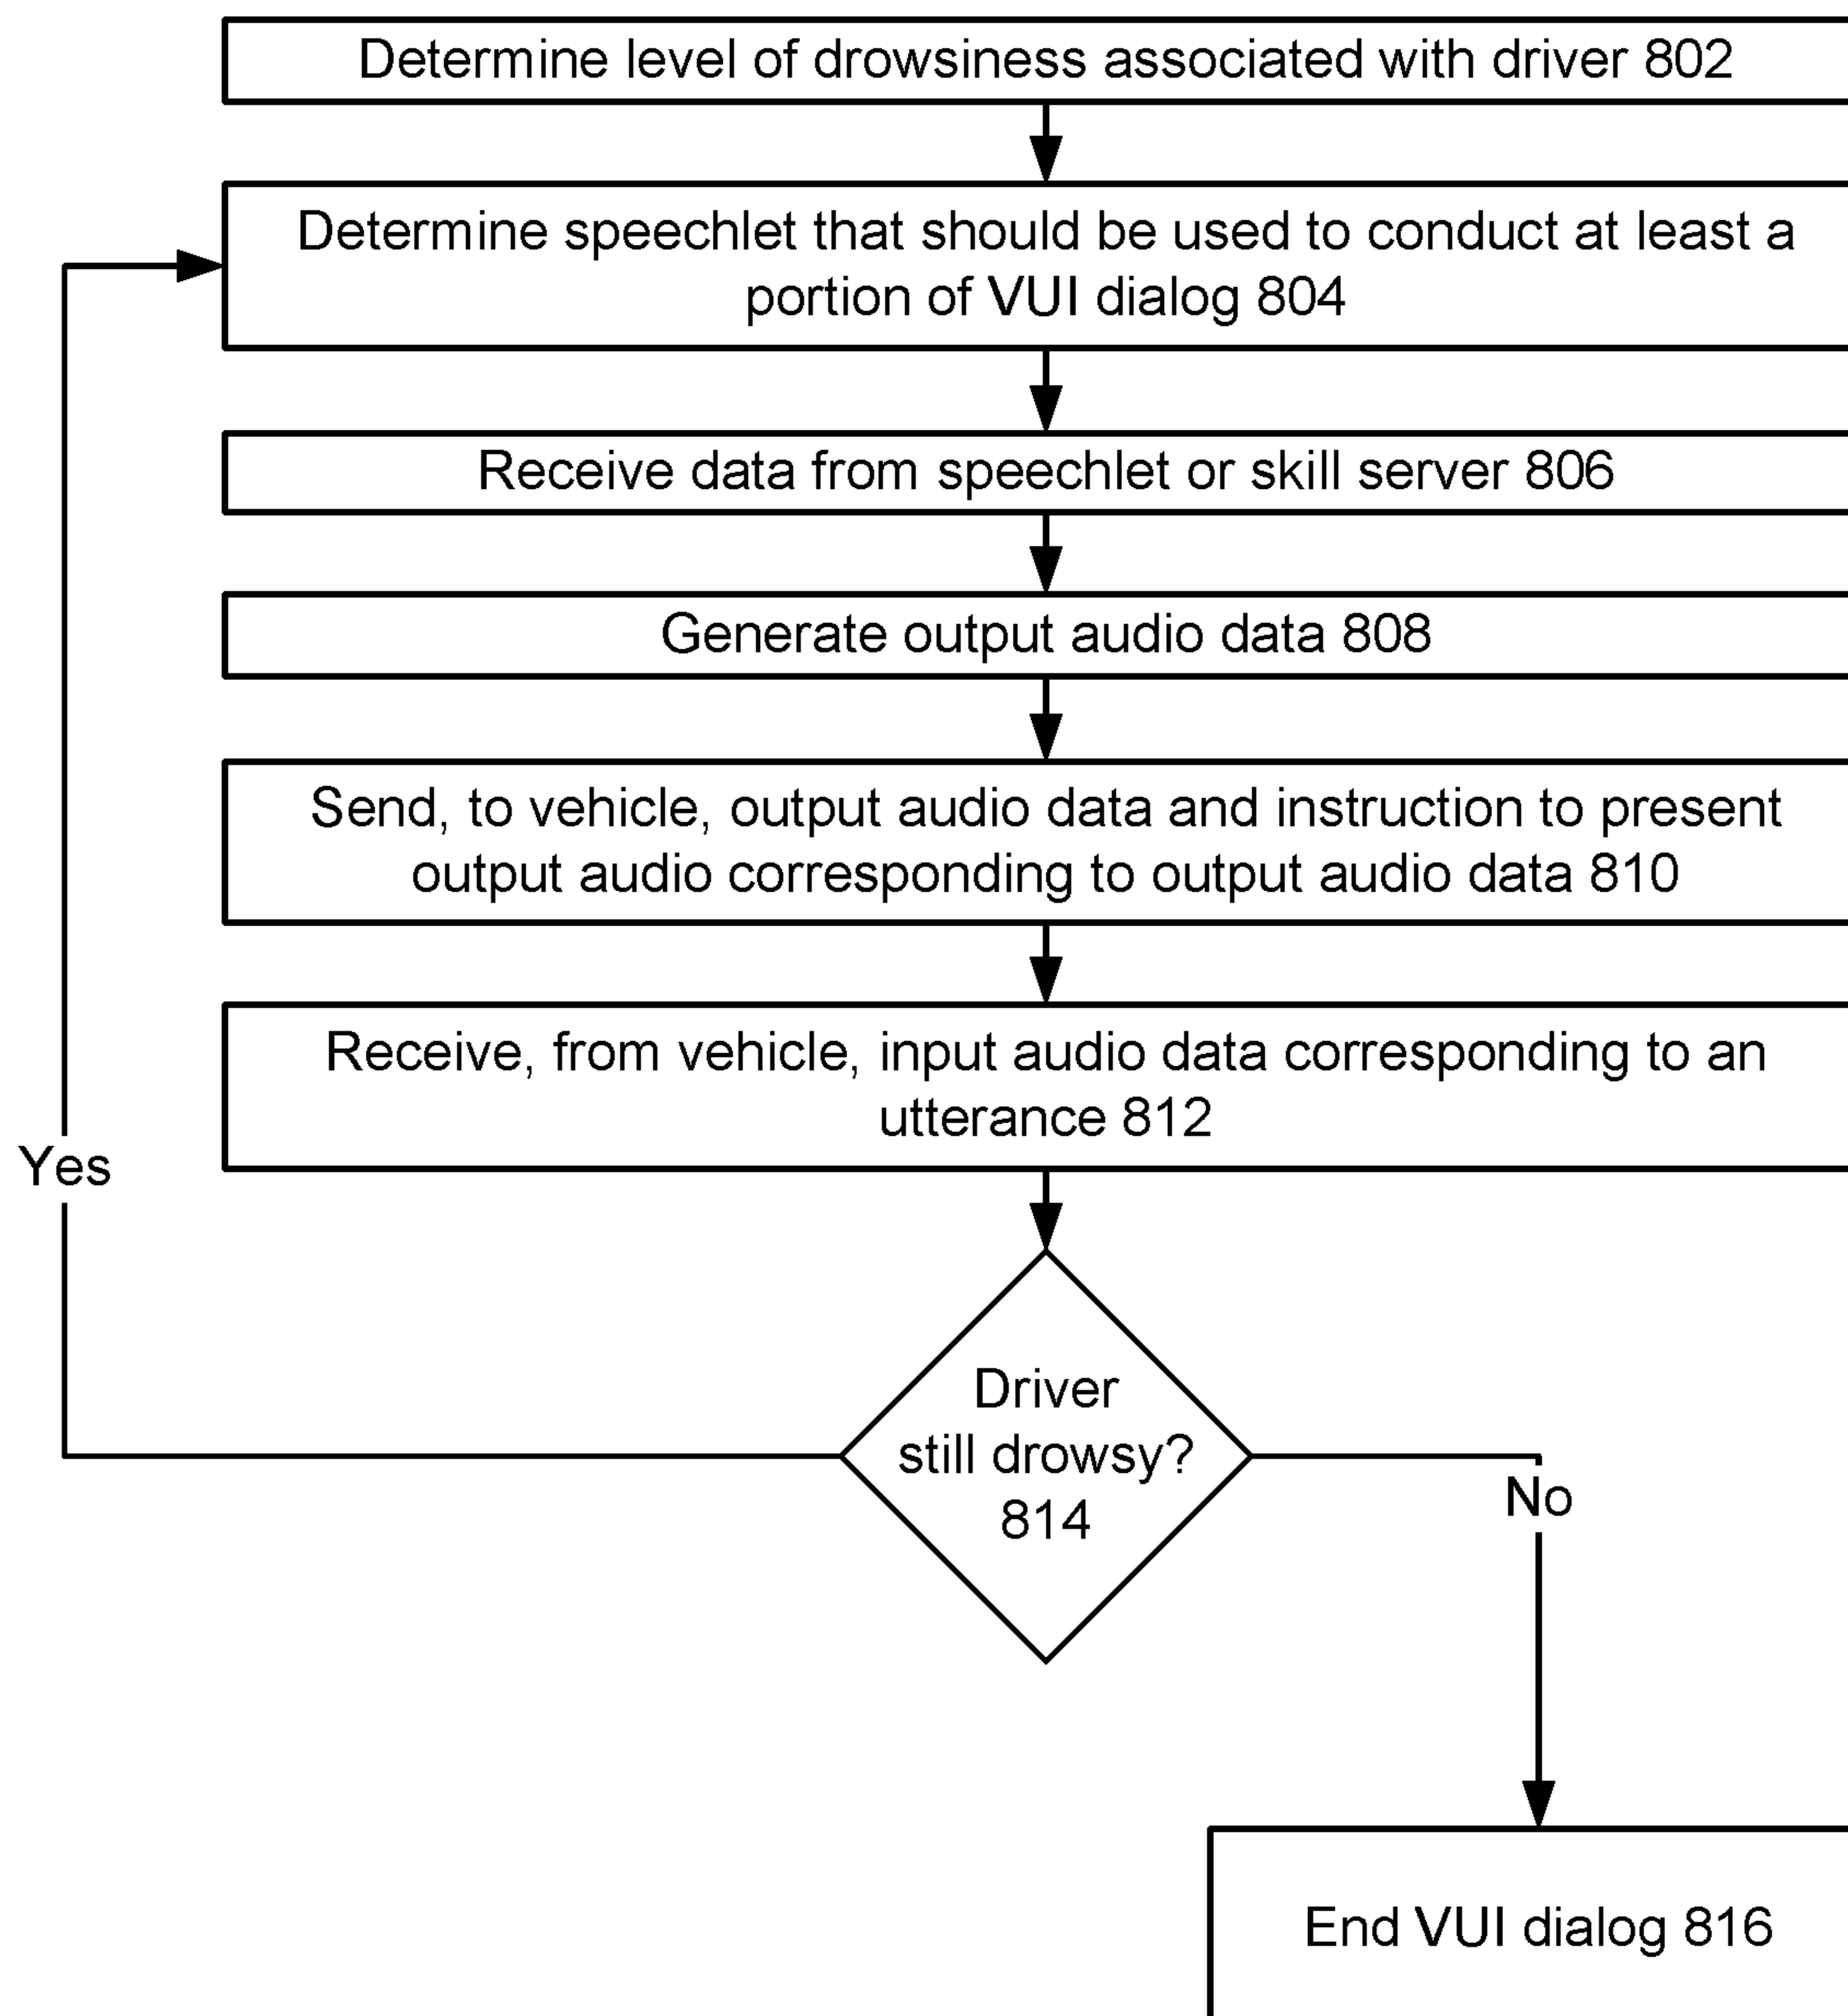 Determine level of drowsiness associated with driver 802
Determine speechlet that should be used to conduct at least a
portion of VUI dialog 804
Receive data from speechlet or skill server 806
Generate output audio data 808
Send, to vehicle, output audio data and instruction to present
output audio corresponding to output audio data 810
Receive, from vehicle, input audio data corresponding to an
utterance 812
Yes
Driver
still drowsy?
814
No
End VUI dialog 816